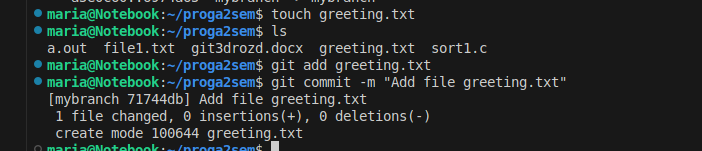 maria@Notebook:~/proga2sem$ touch greeting.txt
maria@Notebook:~/proga2sem$ ls
a.out file1.txt git3drozd.docx greeting.txt sort1.c
maria@Notebook:~/proga2sem$ git add greeting.txt
maria@Notebook:~/proga2sem$ git commit -m "Add file greeting.txt"
[mybranch 71744db] Add file greeting.txt
1 file changed, 0 insertions(+), 0 deletions(-)
create mode 100644 greeting.txt
maria@Notebook:~/proga2sem$